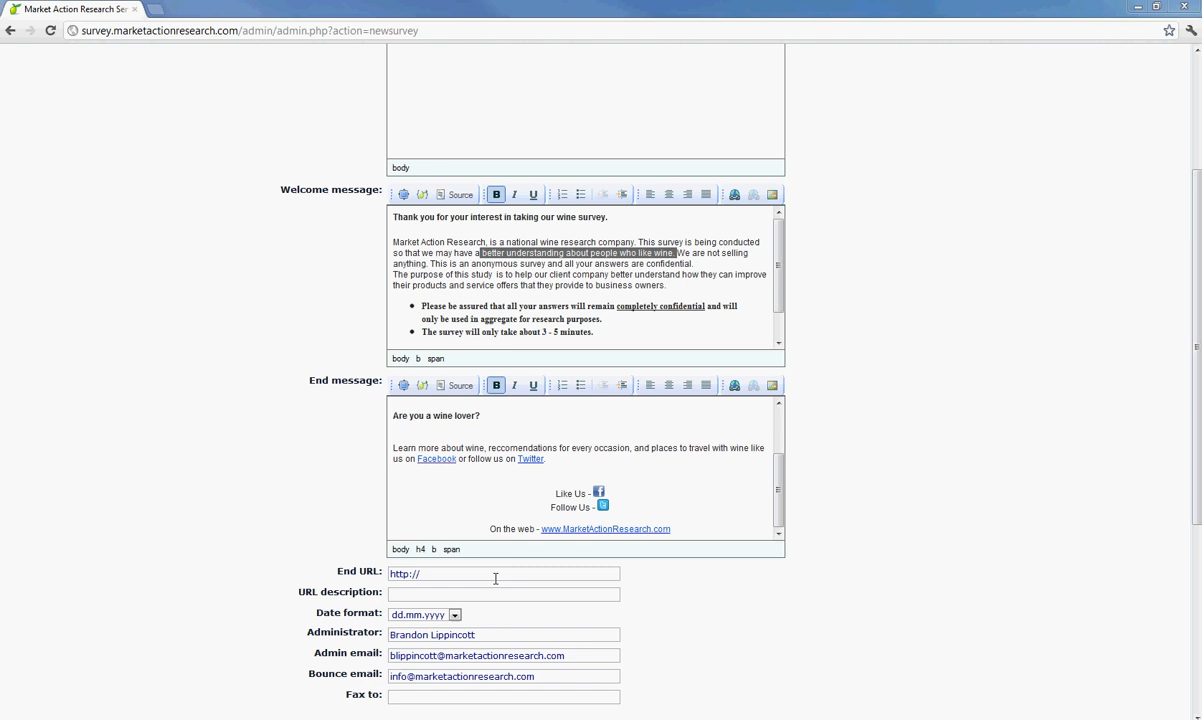 Market Action Research Ser
survey.marketactionresearch.com/admin/admin.php?action=newsurvey
body
Welcome message:
Source B I U
Thank you for your interest in taking our wine survey.
Market Action Research, is a national wine research company. This survey is being conducted
so that we may have a better understanding about people who like wine. We are not selling
anything. This is an anonymous survey and all your answers are confidential.
The purpose of this study is to help our client company better understand how they can improve
their products and service offers that they provide to business owners.
• Please be assured that all your answers will remain completely confidential and will
only be used in aggregate for research purposes.
• The survey will only take about 3 - 5 minutes.
body b span
End message:
Source B I U
Are you a wine lover?
Learn more about wine, reccomendations for every occasion, and places to travel with wine like
us on Facebook or follow us on Twitter.
Like Us -
Follow Us -
On the web - www.MarketActionResearch.com
body h4 b span
End URL: http://
URL description:
Date format: dd.mm.yyyy
Administrator: Brandon Lippincott
Admin email: blippincott@marketactionresearch.com
Bounce email: info@marketactionresearch.com
Fax to: